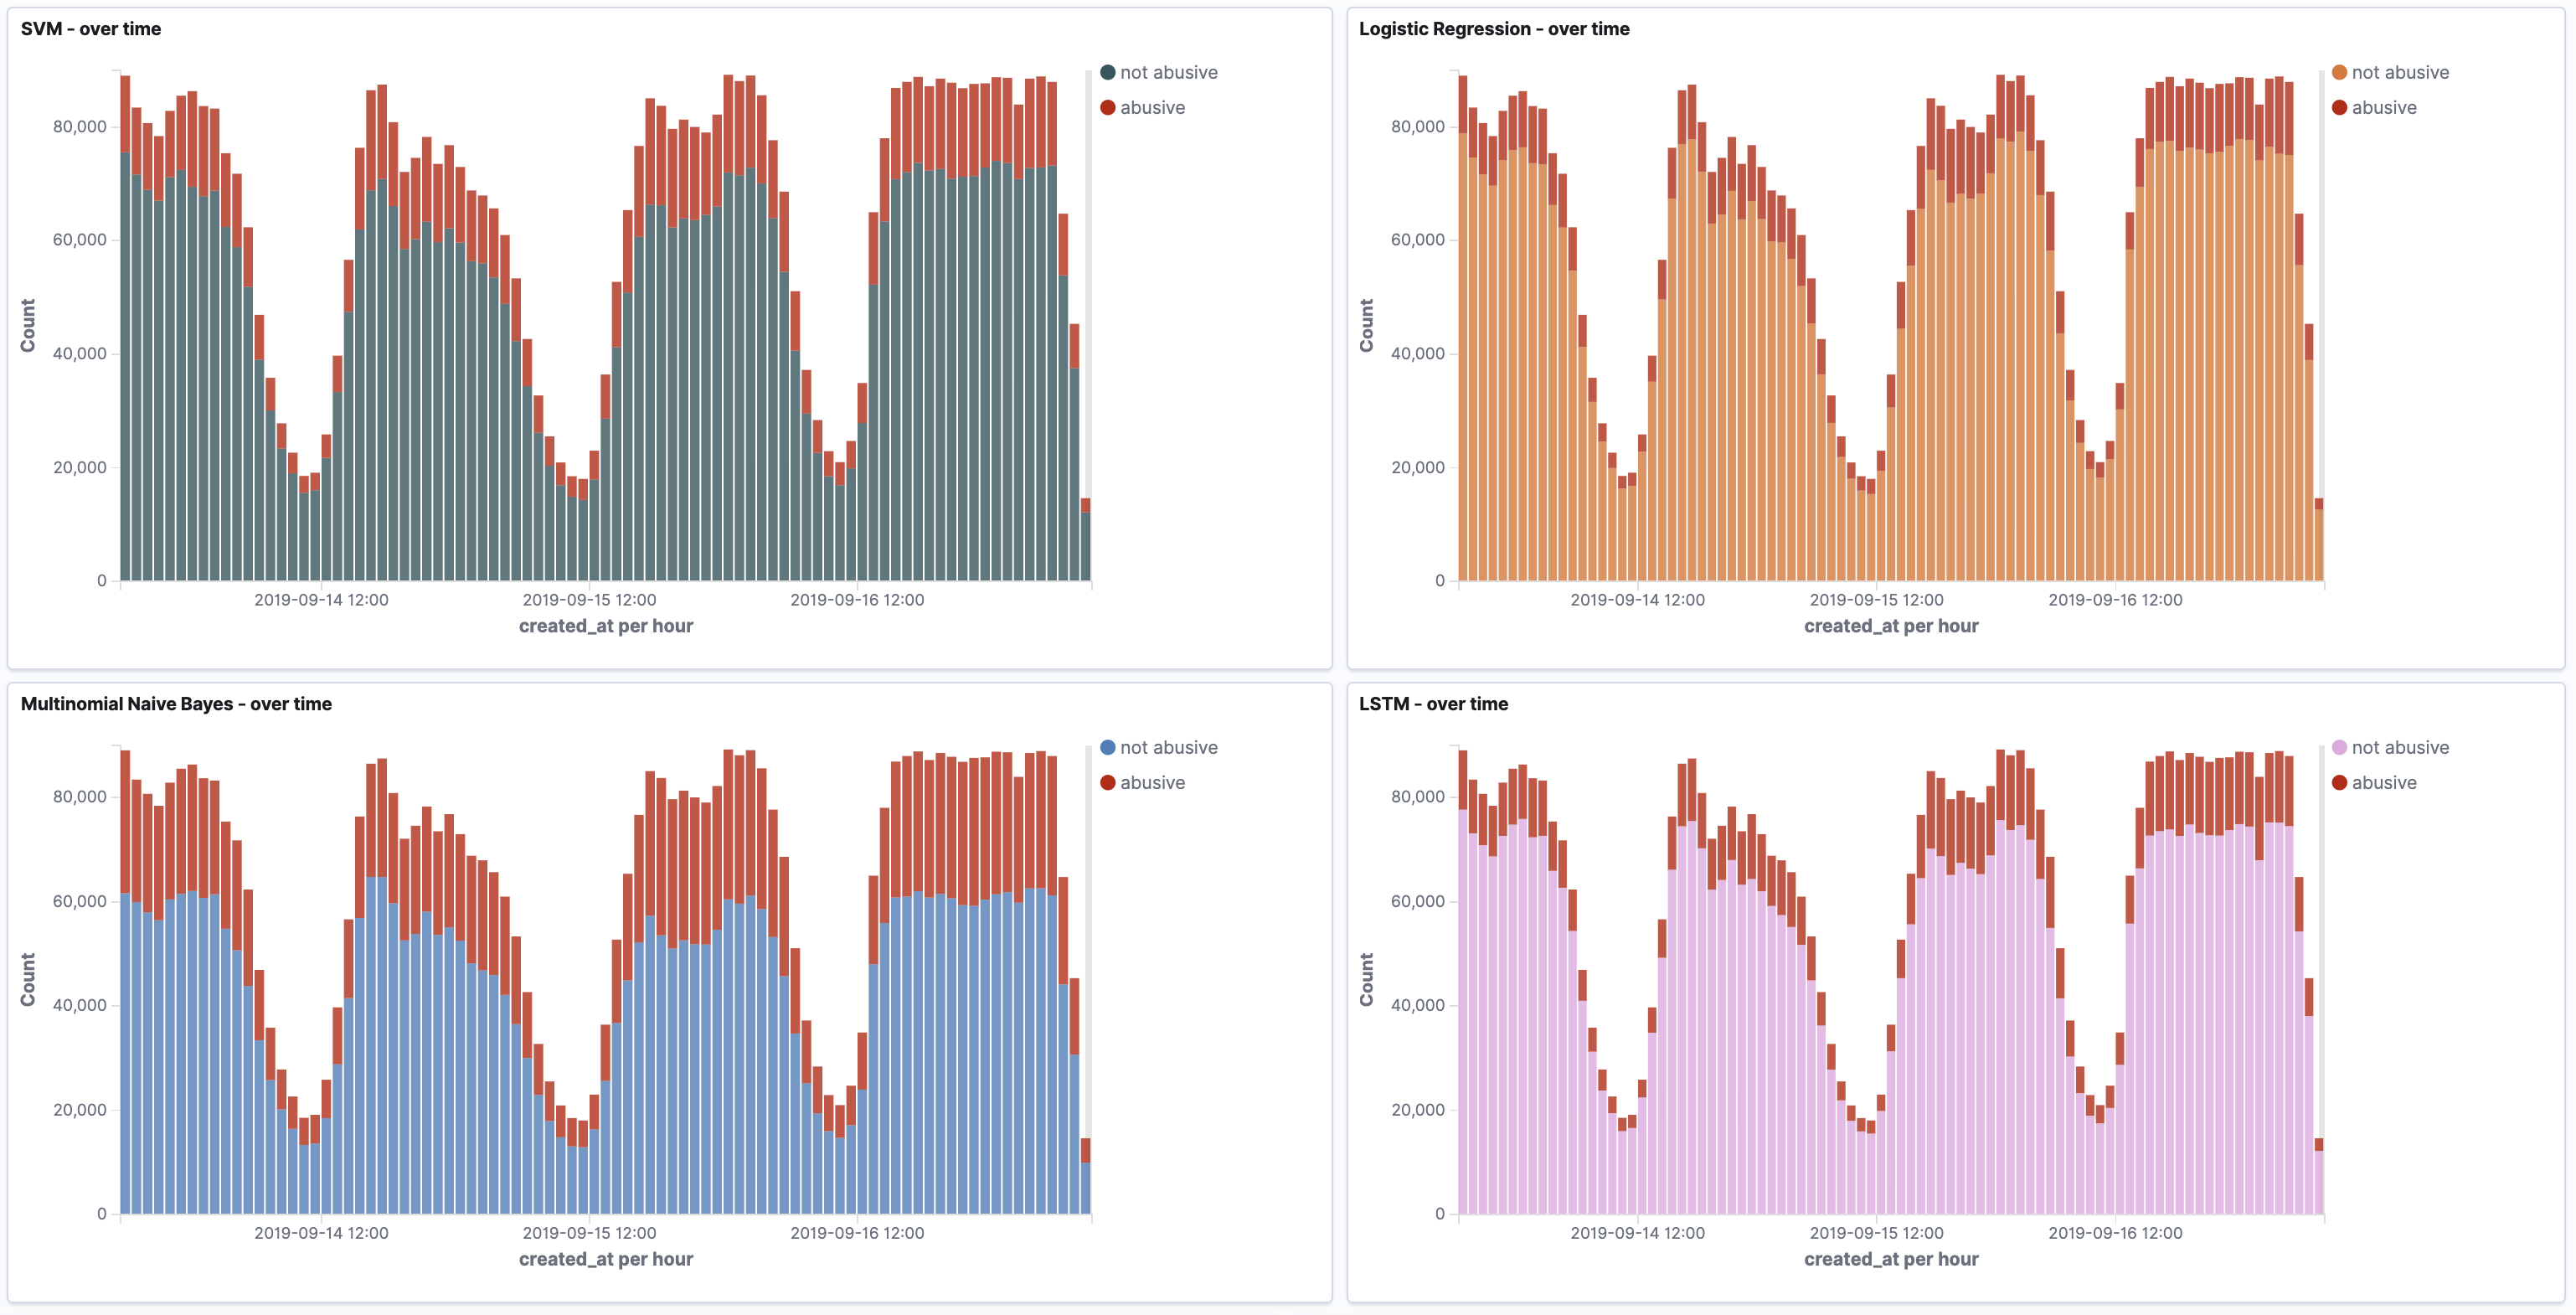 SVM - over time
not abusive
abusive
80,000
60,000
40,000
20,000
0
Count
2019-09-14 12:00
2019-09-15 12:00
2019-09-16 12:00
created_at per hour
Logistic Regression - over time
not abusive
abusive
80,000
60,000
40,000
20,000
0
Count
2019-09-14 12:00
2019-09-15 12:00
2019-09-16 12:00
created_at per hour
Multinomial Naive Bayes - over time
not abusive
abusive
80,000
60,000
40,000
20,000
0
Count
2019-09-14 12:00
2019-09-15 12:00
2019-09-16 12:00
created_at per hour
LSTM - over time
not abusive
abusive
80,000
60,000
40,000
20,000
0
Count
2019-09-14 12:00
2019-09-15 12:00
2019-09-16 12:00
created_at per hour